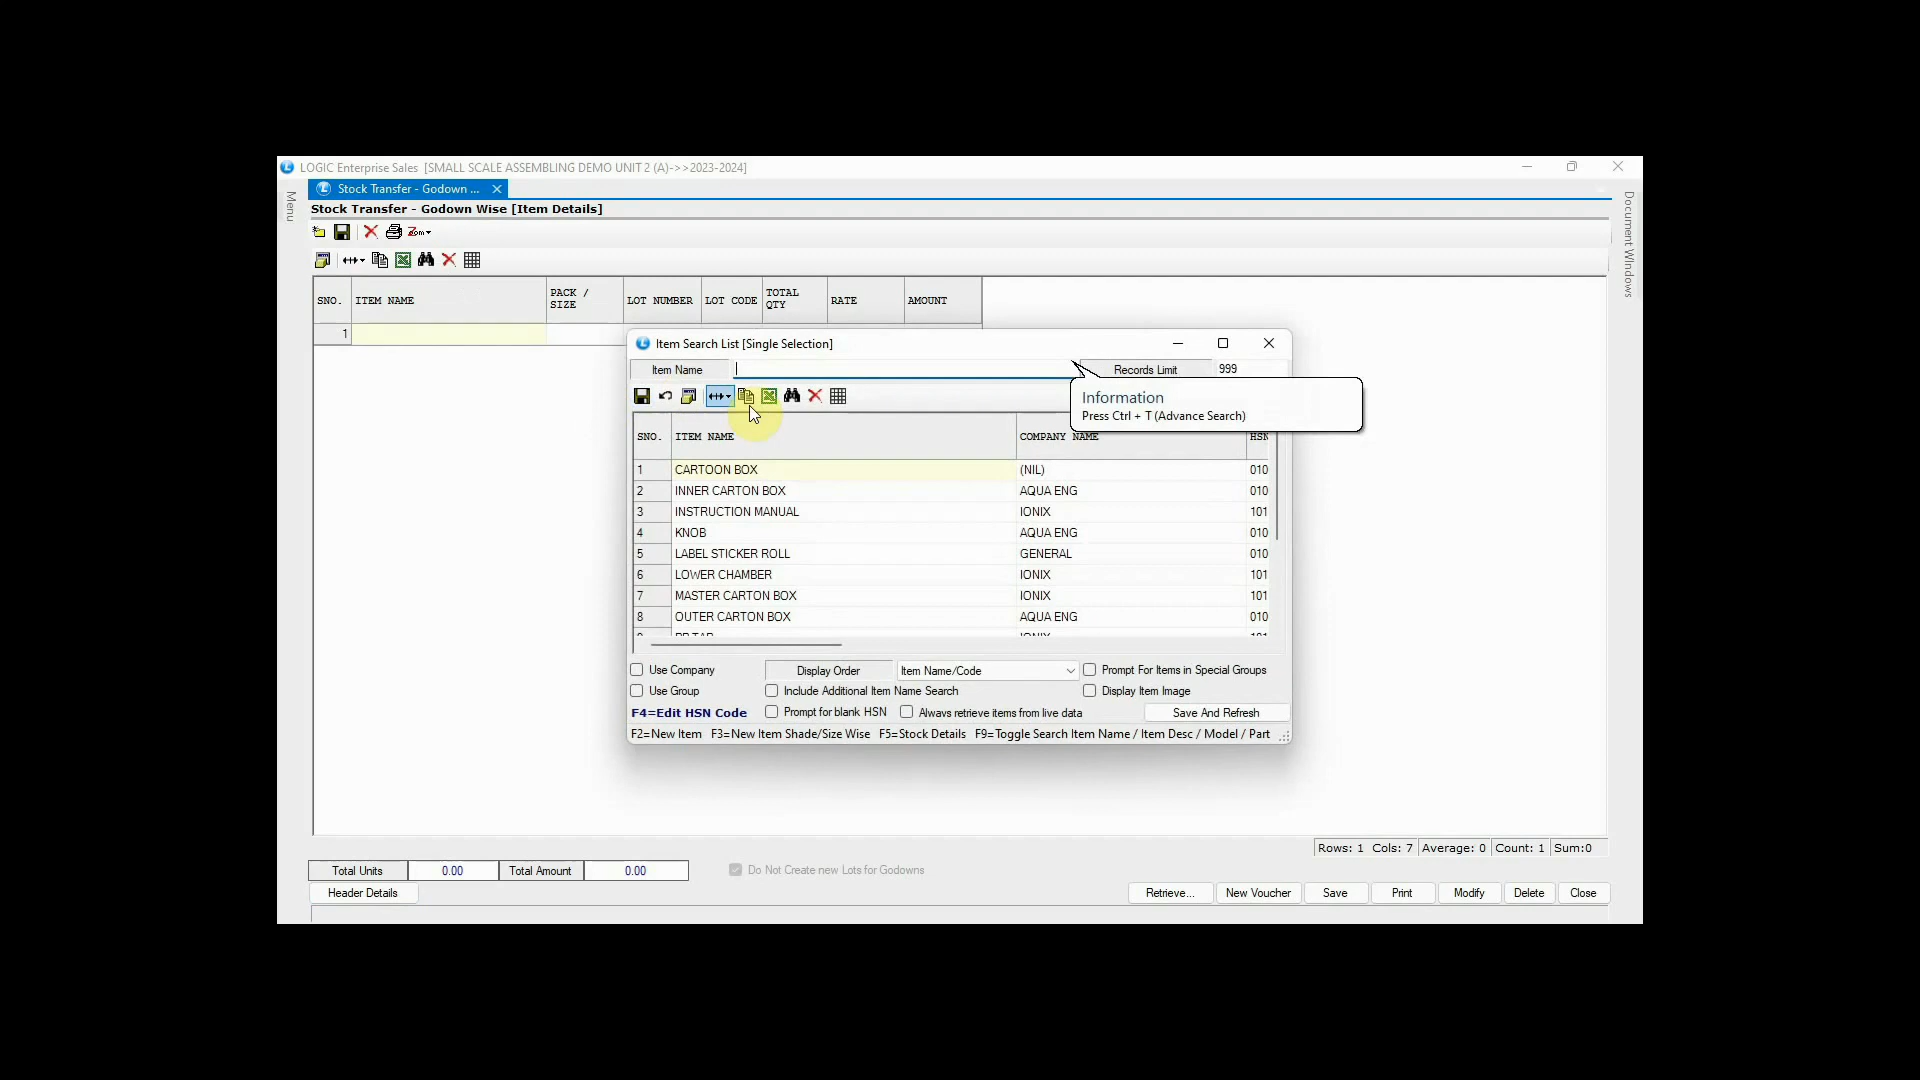 LOGIC Enterprise Sales [SMALL SCALE ASSEMBLING DEMO UNIT 2 (A)->>2023-2024]
Menu
Stock Transfer - Godown ...
Document Windows
Stock Transfer - Godown Wise [Item Details]
Zom
SNO. ITEM NAME PACK / SIZE LOT NUMBER LOT CODE TOTAL QTY RATE AMOUNT
1
Item Search List [Single Selection]
Item Name Records Limit 999
Information
Press Ctrl + T (Advance Search)
SNO. ITEM NAME COMPANY NAME HSN
1 CARTOON BOX (NIL) 010
2 INNER CARTON BOX AQUA ENG 010
3 INSTRUCTION MANUAL IONIX 101
4 KNOB AQUA ENG 010
5 LABEL STICKER ROLL GENERAL 010
6 LOWER CHAMBER IONIX 101
7 MASTER CARTON BOX IONIX 101
8 OUTER CARTON BOX AQUA ENG 010
Use Company Display Order Item Name/Code Prompt For Items in Special Groups
Use Group Include Additional Item Name Search Display Item Image
F4=Edit HSN Code Prompt for blank HSN Always retrieve items from live data Save And Refresh
F2=New Item F3=New Item Shade/Size Wise F5=Stock Details F9=Toggle Search Item Name / Item Desc / Model / Part
Rows: 1 Cols: 7 Average: 0 Count: 1 Sum:0
Total Units 0.00 Total Amount 0.00 Do Not Create new Lots for Godowns
Header Details Retrieve... New Voucher Save Print Modify Delete Close